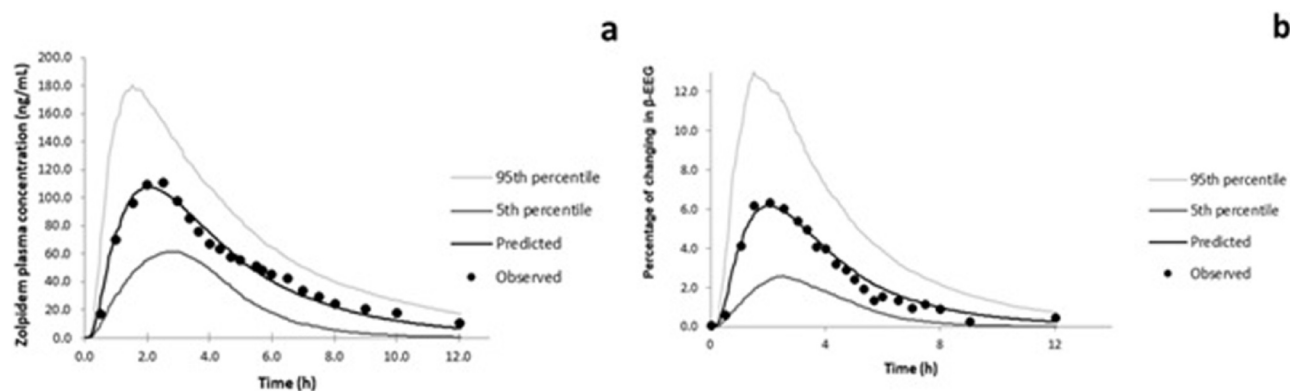 a
Zolpidem plasma concentration (ng/mL)
200.0
180.0
160.0
140.0
120.0
100.0
80.0
60.0
40.0
20.0
0.0
0.0 2.0 4.0 6.0 8.0 10.0 12.0
Time (h)
95th percentile
5th percentile
Predicted
Observed
b
Percentage of changing in β-EEG
12.0
10.0
8.0
6.0
4.0
2.0
0.0
0 4 8 12
Time (h)
95th percentile
5th percentile
Predicted
Observed